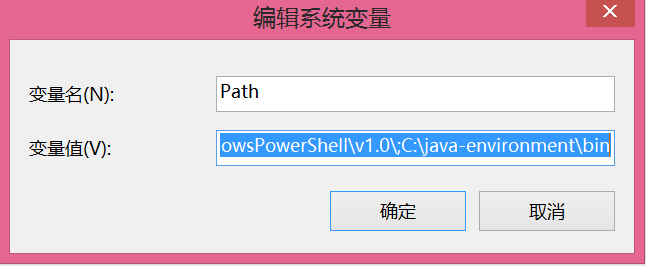 编辑系统变量
变量名(N):
Path
变量值(V):
owsPowerShell\v1.0\;C:\java-environment\bin
确定
取消